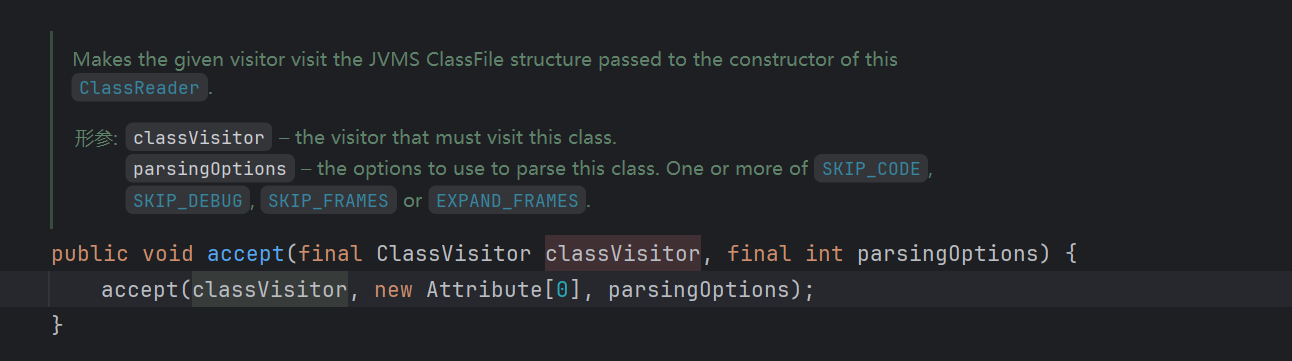 Makes the given visitor visit the JVMS ClassFile structure passed to the constructor of this
ClassReader.
形参: classVisitor – the visitor that must visit this class.
parsingOptions – the options to use to parse this class. One or more of SKIP_CODE,
SKIP_DEBUG, SKIP_FRAMES or EXPAND_FRAMES.
public void accept(final ClassVisitor classVisitor, final int parsingOptions) {
    accept(classVisitor, new Attribute[0], parsingOptions);
}